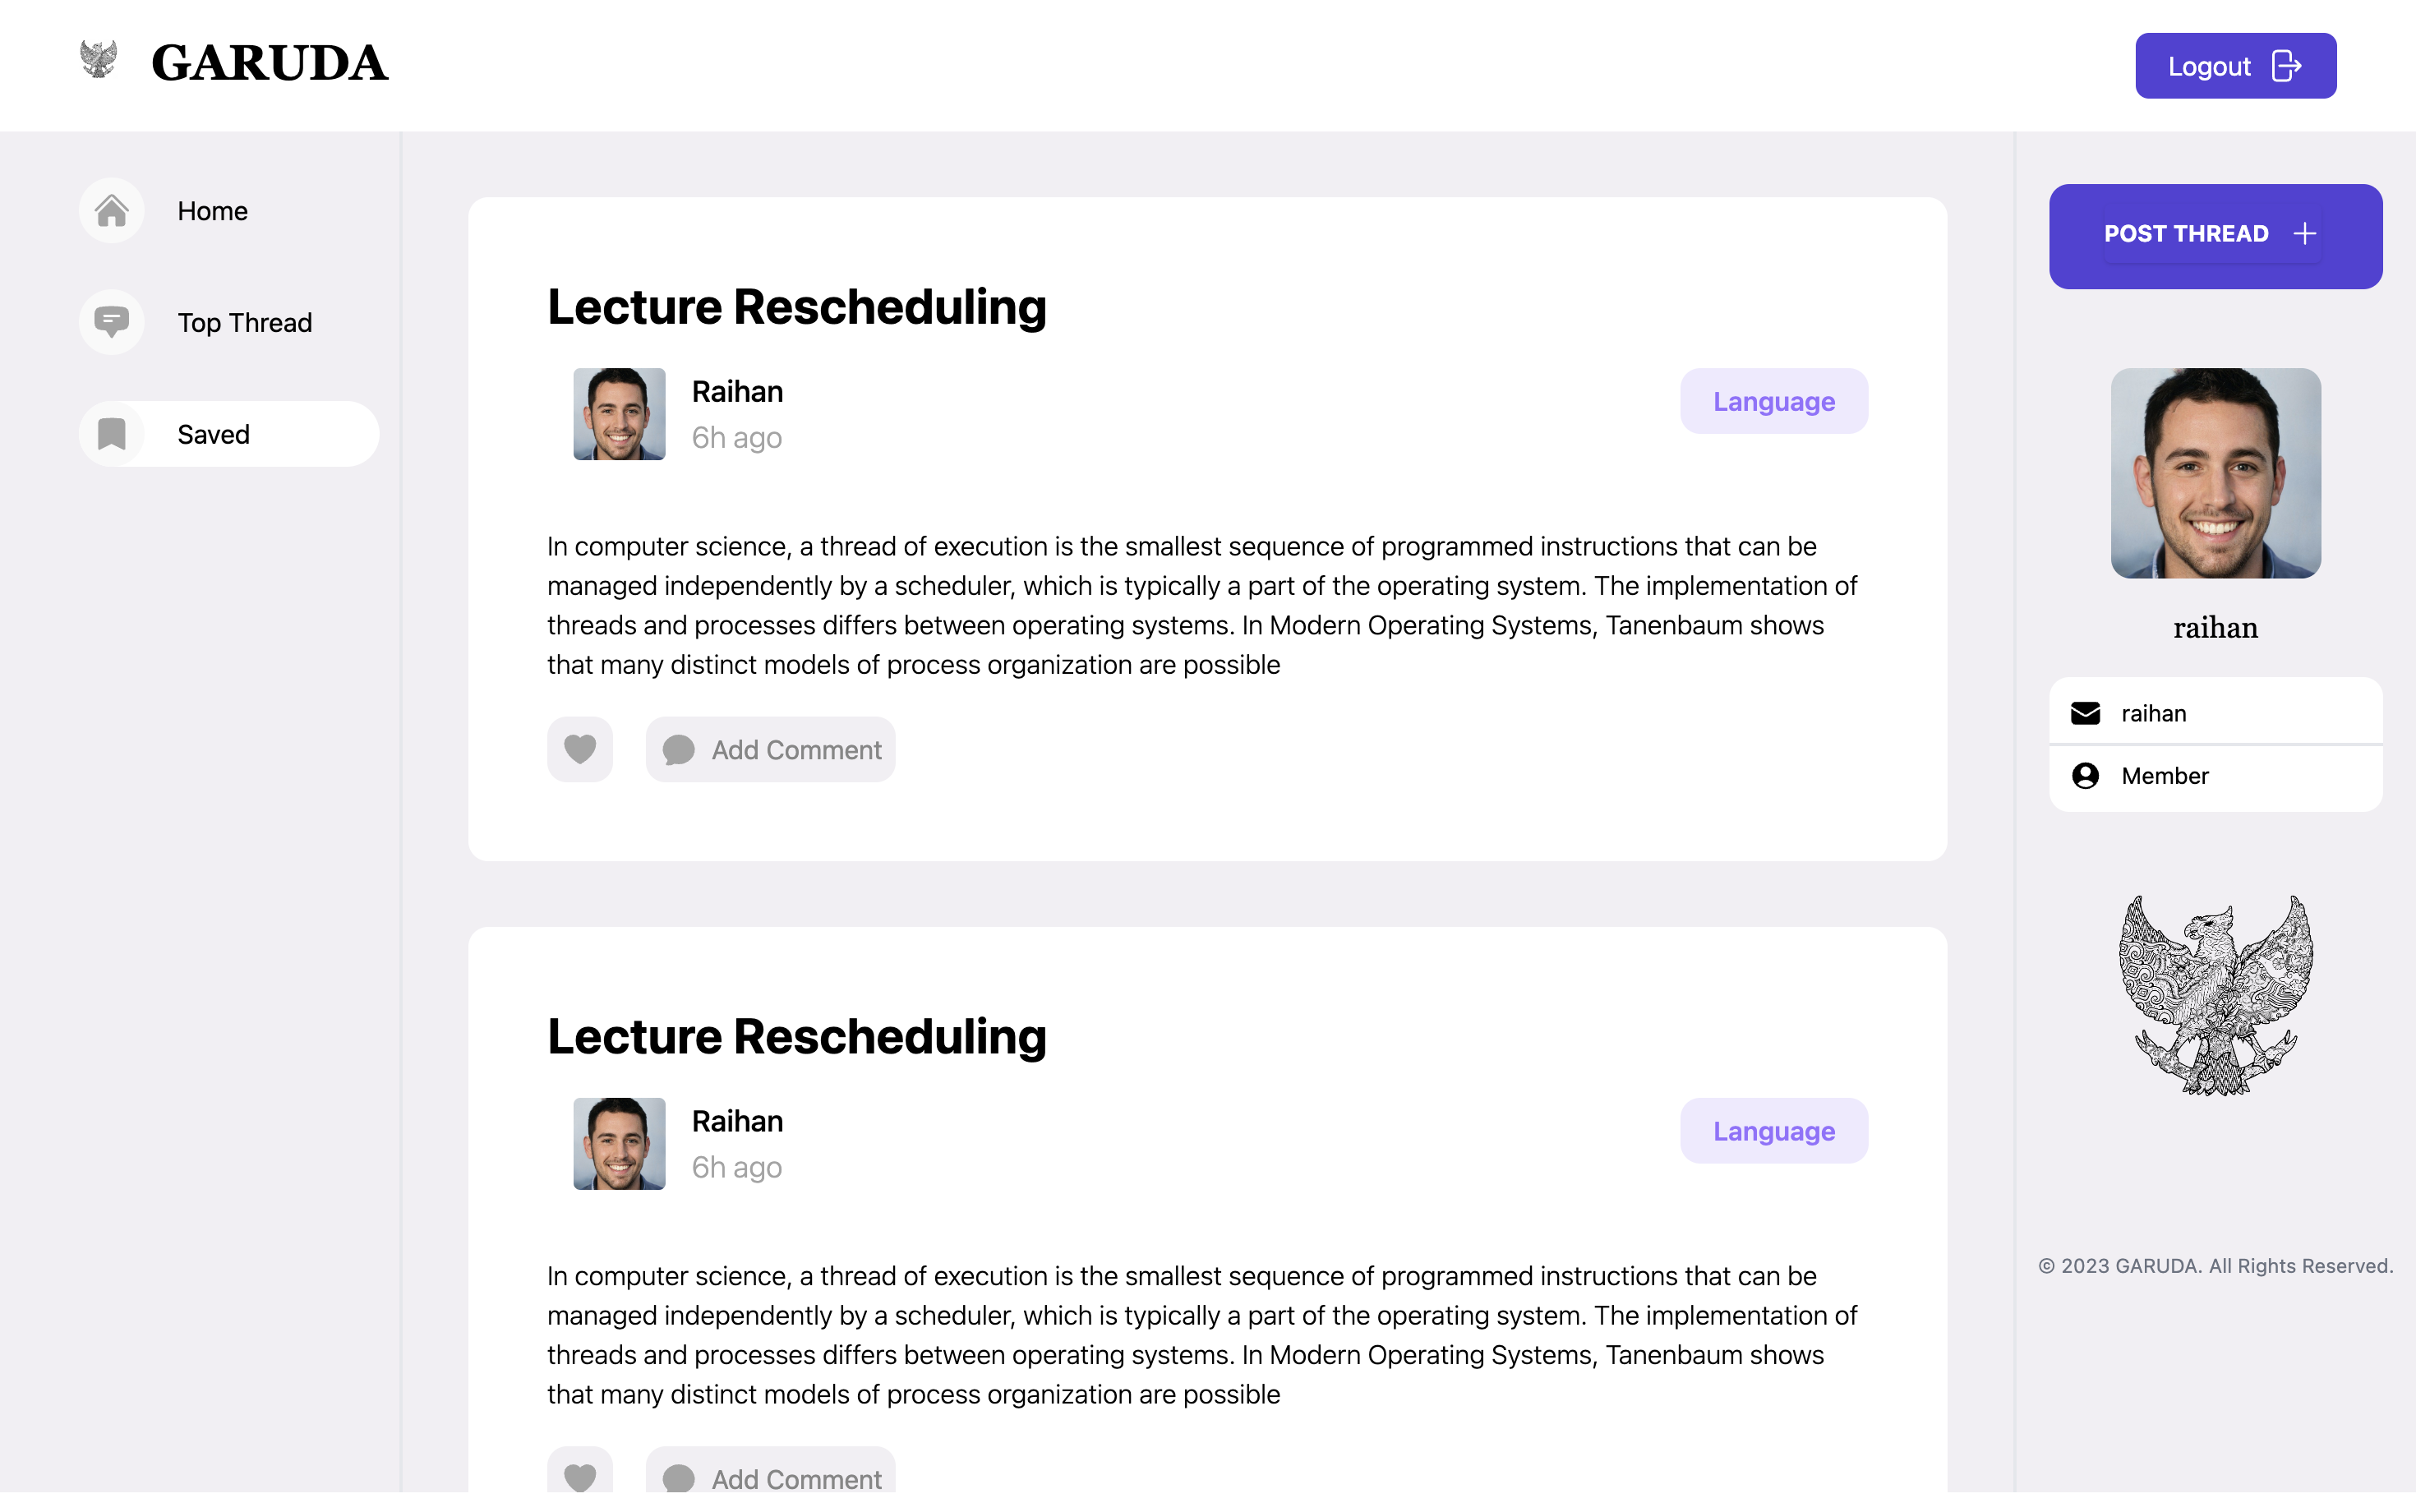 GARUDA
Logout
Home
Top Thread
Saved
Lecture Rescheduling
Raihan
6h ago
Language
In computer science, a thread of execution is the smallest sequence of programmed instructions that can be
managed independently by a scheduler, which is typically a part of the operating system. The implementation of
threads and processes differs between operating systems. In Modern Operating Systems, Tanenbaum shows
that many distinct models of process organization are possible
Add Comment
Lecture Rescheduling
Raihan
6h ago
Language
In computer science, a thread of execution is the smallest sequence of programmed instructions that can be
managed independently by a scheduler, which is typically a part of the operating system. The implementation of
threads and processes differs between operating systems. In Modern Operating Systems, Tanenbaum shows
that many distinct models of process organization are possible
Add Comment
POST THREAD
raihan
raihan
Member
© 2023 GARUDA. All Rights Reserved.